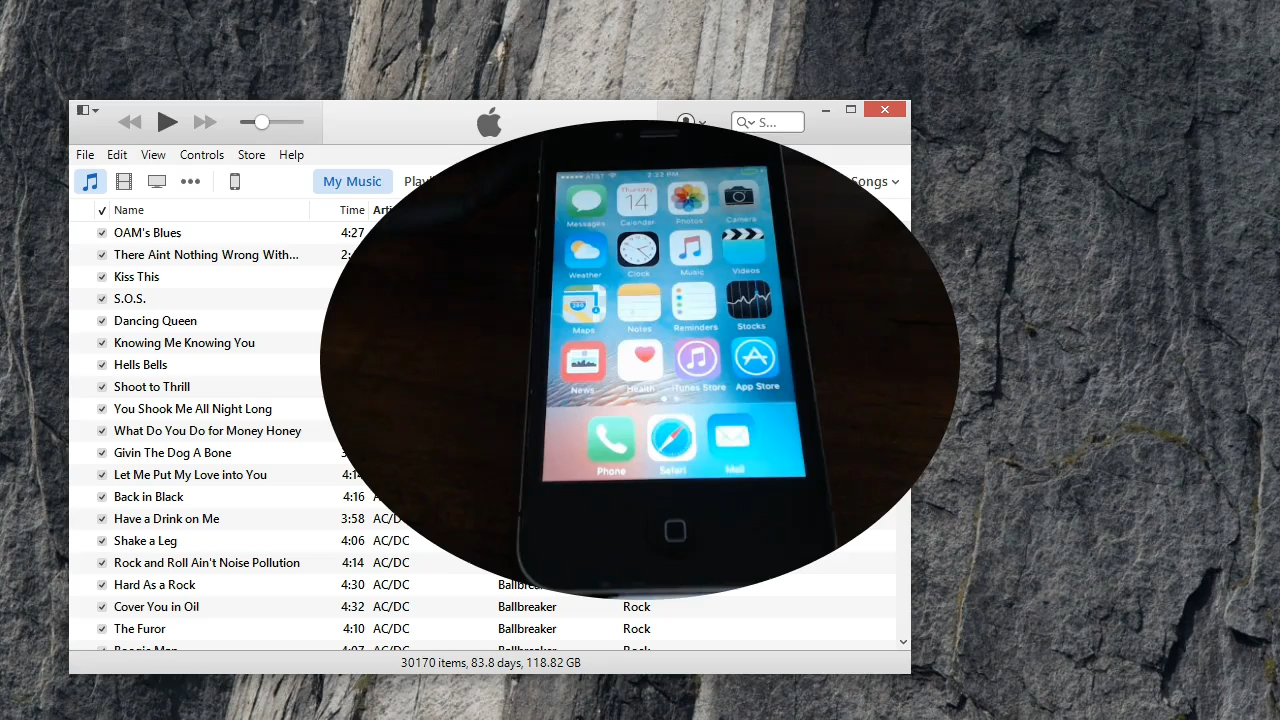 S...
File Edit View Controls Store Help
My Music Songs
Name Time
OAM's Blues 4:27
There Aint Nothing Wrong With...
Kiss This
S.O.S.
Dancing Queen
Knowing Me Knowing You
Hells Bells
Shoot to Thrill
You Shook Me All Night Long
What Do You Do for Money Honey
Givin The Dog A Bone
Let Me Put My Love into You
Back in Black 4:16
Have a Drink on Me 3:58 AC/DC
Shake a Leg 4:06 AC/DC
Rock and Roll Ain't Noise Pollution 4:14 AC/DC
Hard As a Rock 4:30 AC/DC
Cover You in Oil 4:32 AC/DC Ballbreaker Rock
The Furor 4:10 AC/DC Ballbreaker Rock
30170 items, 83.8 days, 118.82 GB
AT&T 2:22 PM
Thursday
14
Messages Calendar Photos Camera
Weather Clock Music Videos
280
Maps Notes Reminders Stocks
News Health iTunes Store App Store
Phone Safari Mail